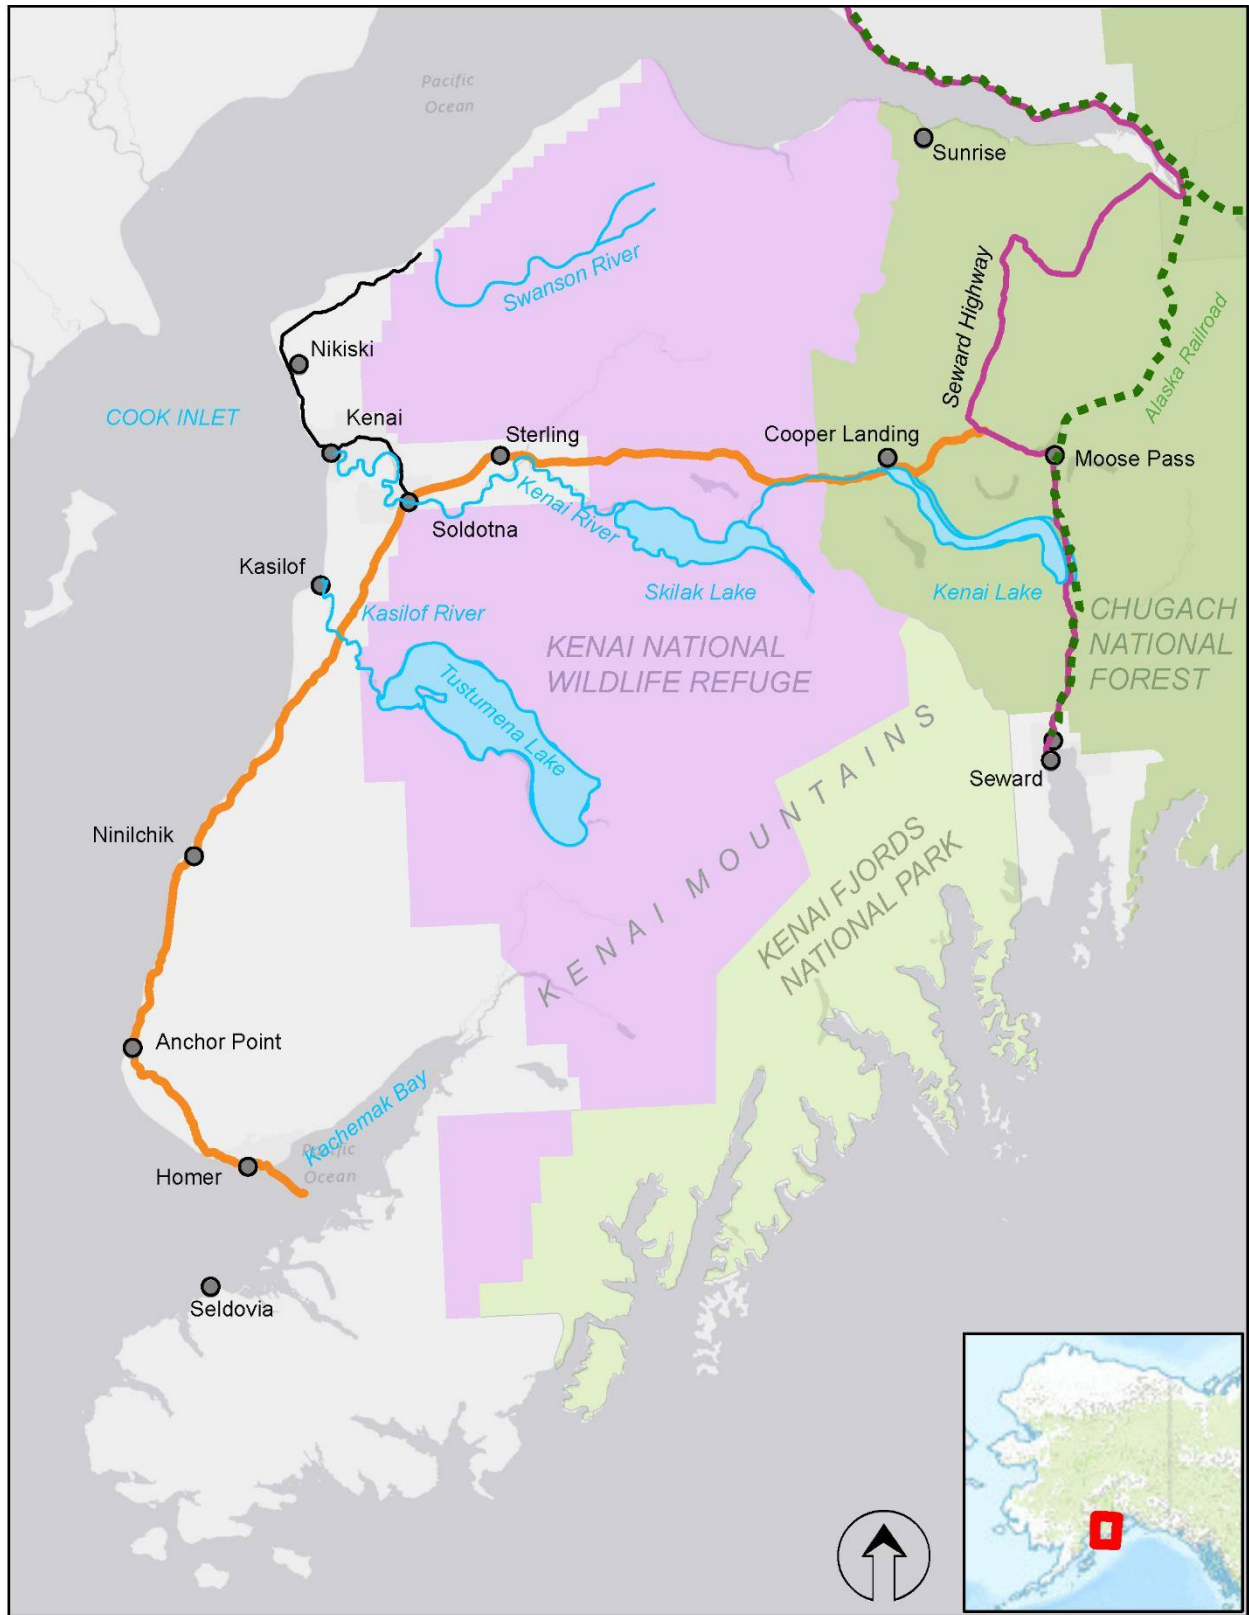 Pacific
Ocean
Sunrise
Swanson River
Seward Highway
Alaska Railroad
Nikiski
COOK INLET
Kenai
Sterling
Cooper Landing
Moose Pass
Kenai River
Soldotna
Kasilof
Kasilof River
Skilak Lake
Kenai Lake
CHUGACH
NATIONAL
FOREST
KENAI NATIONAL
WILDLIFE REFUGE
Tustumena Lake
KENAI MOUNTAINS
Seward
Ninilchik
KENAI FJORDS
NATIONAL PARK
Anchor Point
Kachemak Bay
Pacific
Ocean
Homer
Seldovia